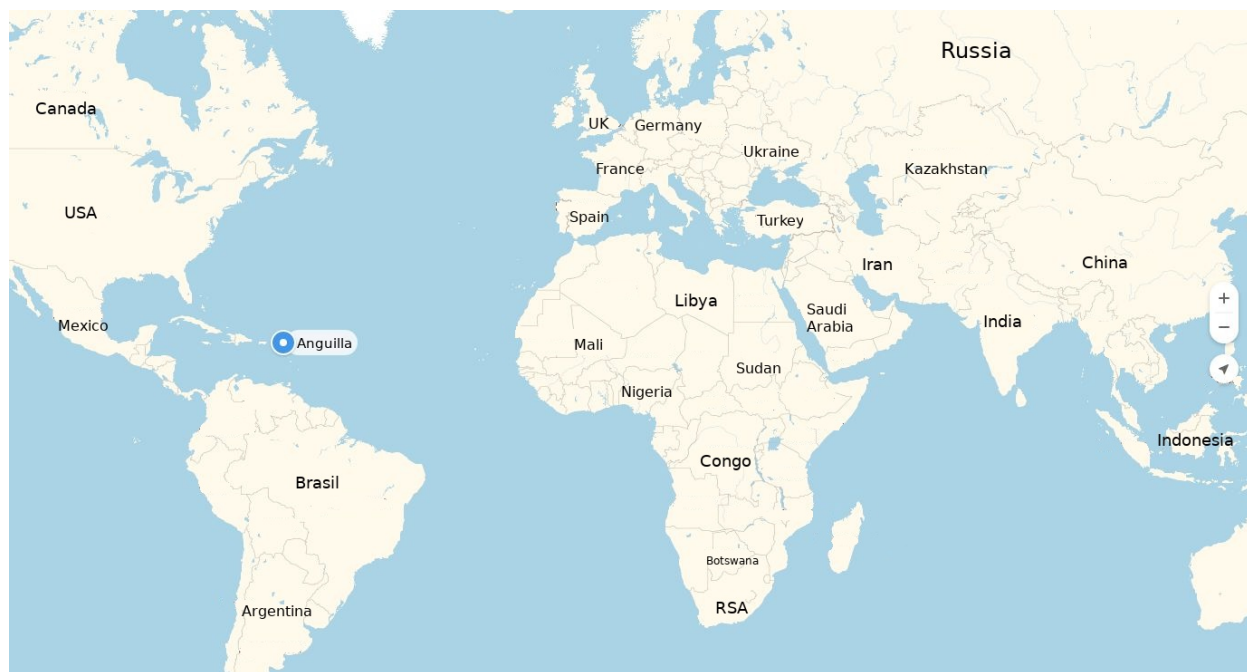 Russia
Canada
UK
Germany
Ukraine
France
Kazakhstan
USA
Spain
Turkey
Iran
China
Libya
Saudi
Arabia
Mexico
India
Anguilla
Mali
Sudan
Nigeria
Indonesia
Congo
Brasil
Botswana
RSA
Argentina
+
−